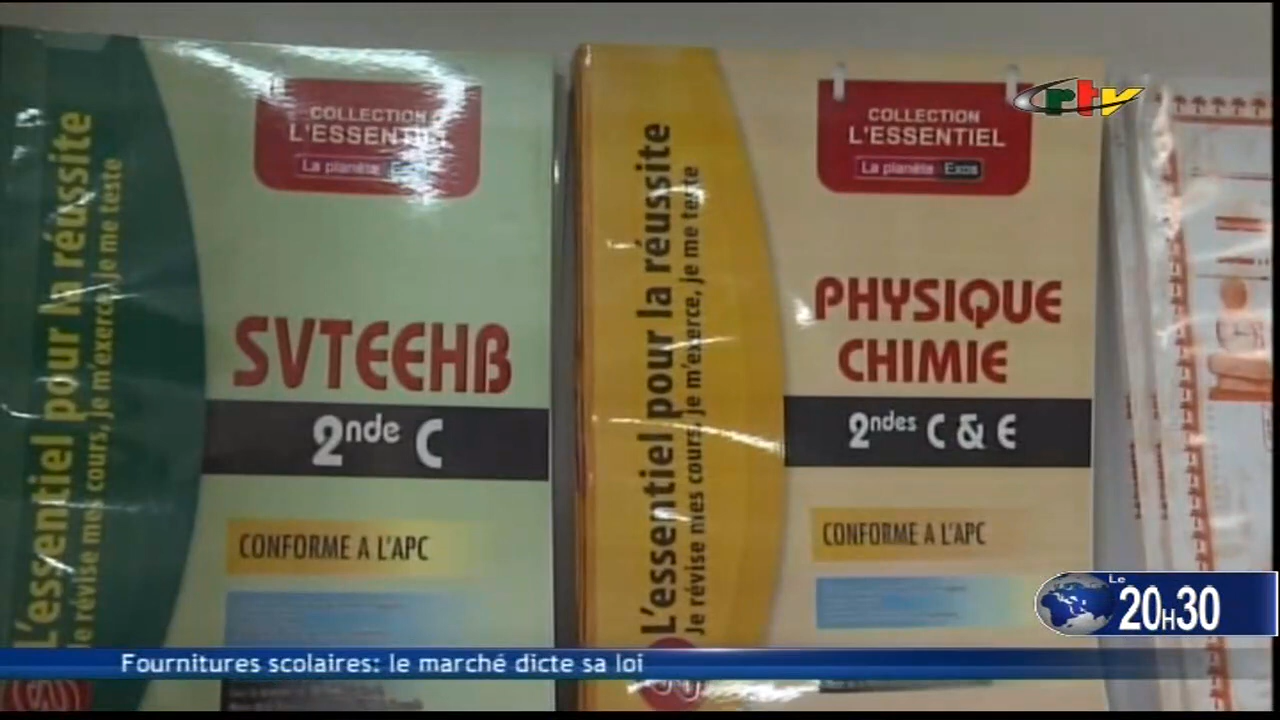 L'essentiel pour la réussite
je révise mes cours, je m'exerce, je me teste
COLLECTION
L'ESSENTIEL
La planète
SVTEEHB
2nde C
CONFORME A L'APC
L'essentiel pour la réussite
Je révise mes cours, je m'exerce, je me teste
COLLECTION
L'ESSENTIEL
La planète Exos
PHYSIQUE
CHIMIE
2ndes C & E
CONFORME A L'APC
crtv
Le
20H30
Fournitures scolaires: le marché dicte sa loi